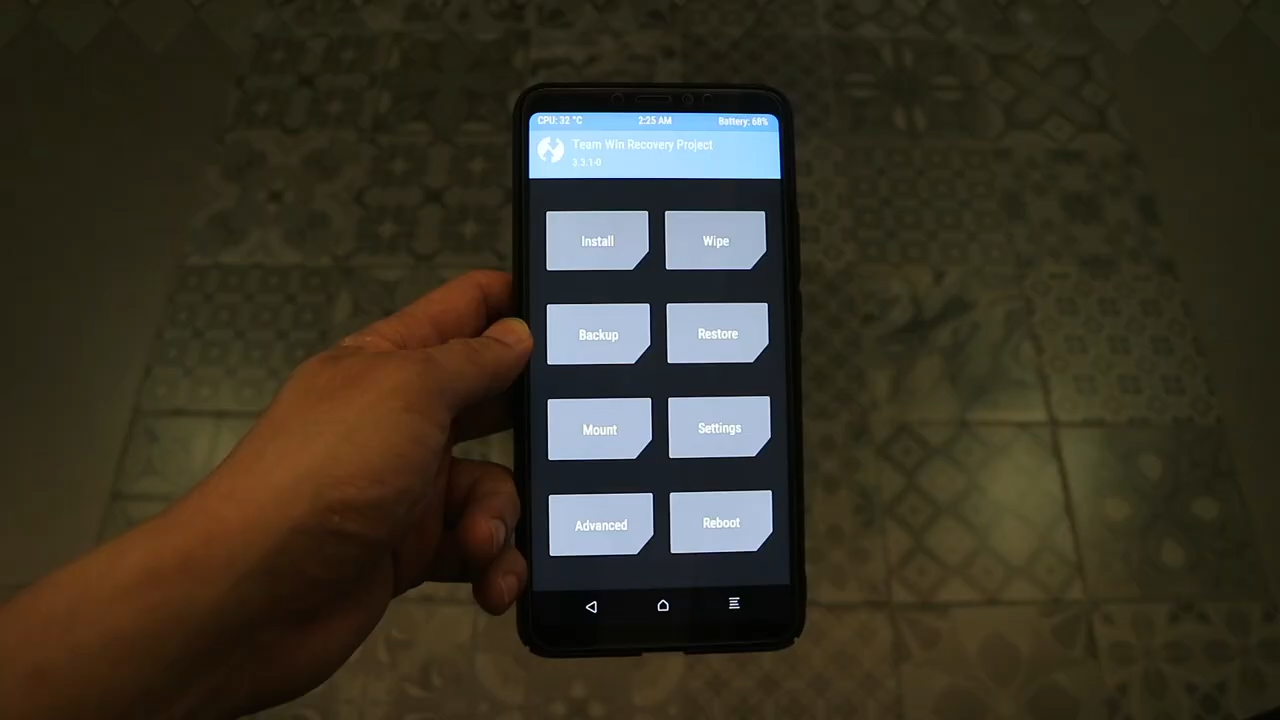 CPU: 32 °C 2:25 AM Battery: 68%
Team Win Recovery Project
3.3.1-0
Install Wipe
Backup Restore
Mount Settings
Advanced Reboot